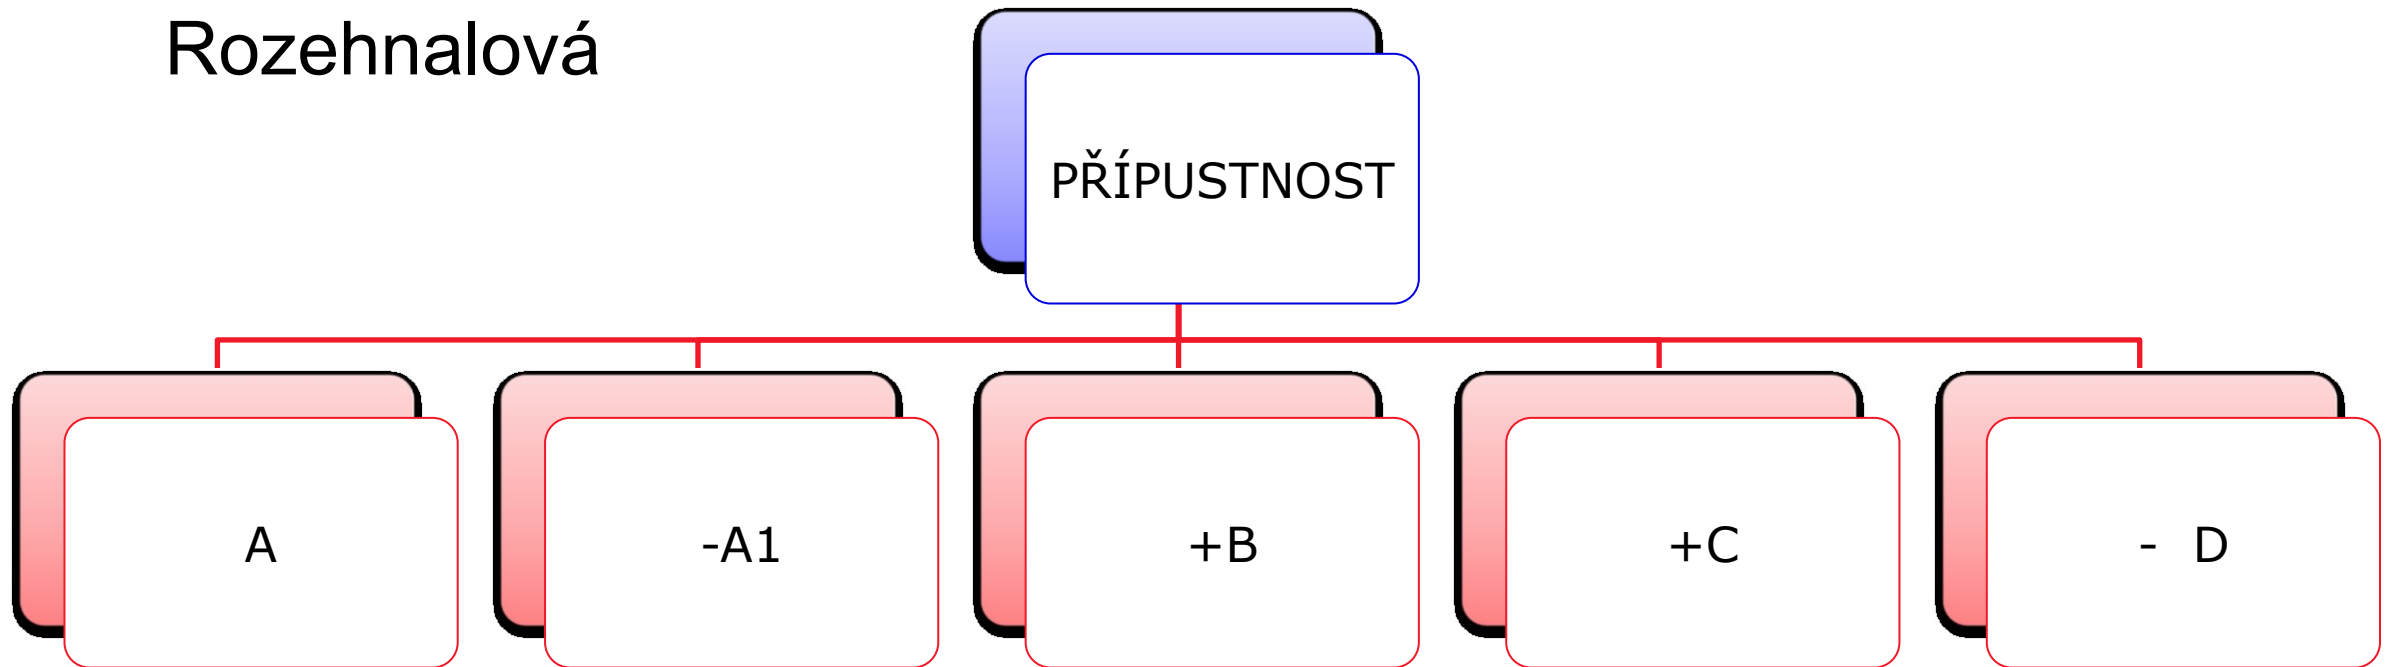 Rozehnalová
PŘÍPUSTNOST
A
-A1
+B
+C
- D